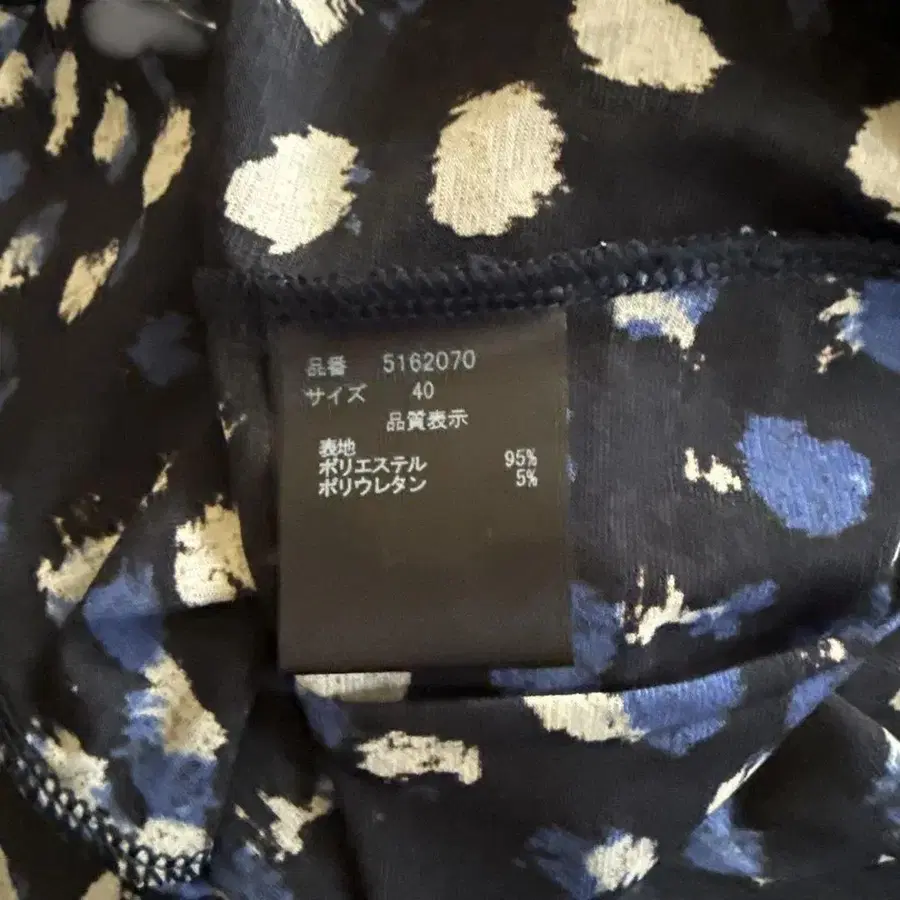 品番 5162070
サイズ 40
品質表示
表地
ポリエステル 95%
ポリウレタン 5%